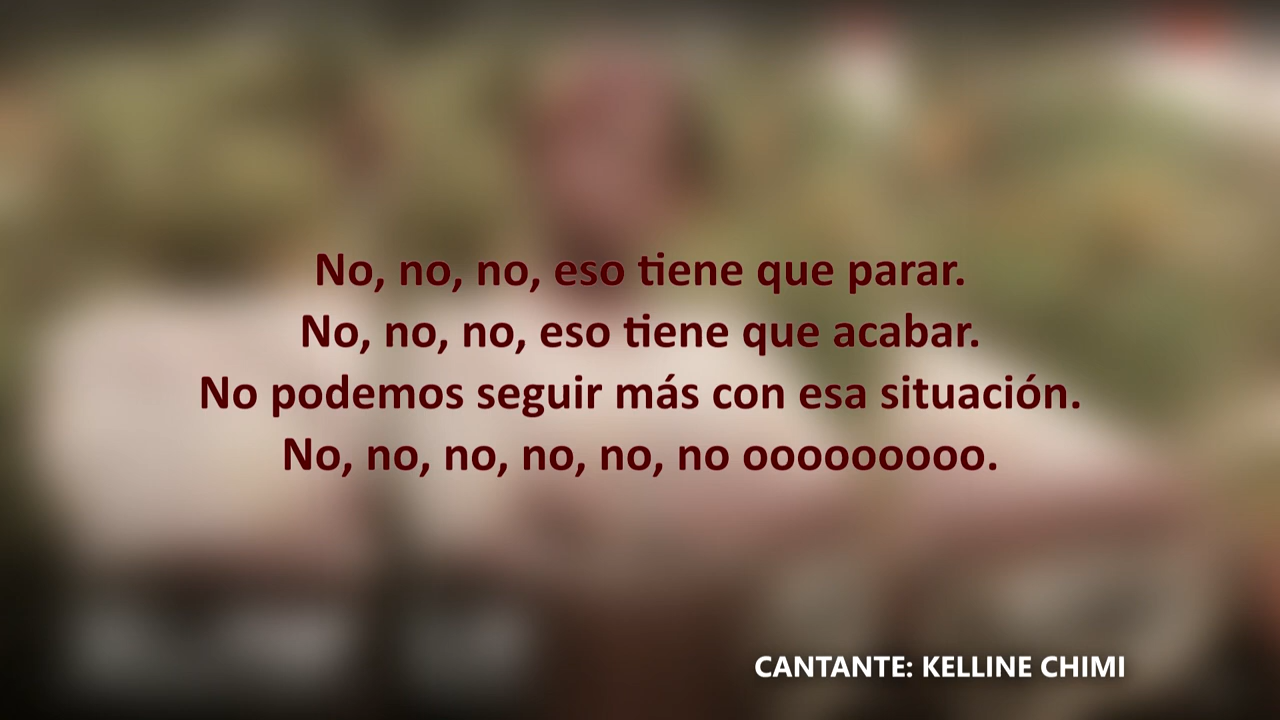 No, no, no, eso tiene que parar.
No, no, no, eso tiene que acabar.
No podemos seguir más con esa situación.
No, no, no, no, no, no ooooooooo.
CANTANTE: KELLINE CHIMI